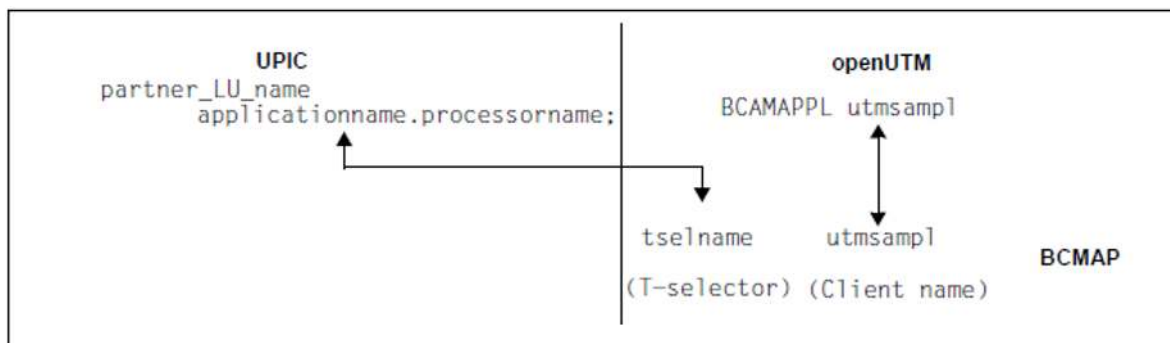 UPIC
partner_LU_name
applicationname.processorname;
openUTM
BCAMAPPL utmsampl
tselname utmsampl
BCMAP
(T-selector) (Client name)